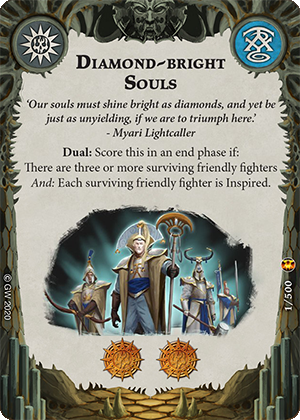 Diamond-bright
Souls
'Our souls must shine bright as diamonds, and yet be
just as unyielding, if we are to triumph here.'
- Myari Lightcaller
Dual: Score this in an end phase if:
There are three or more surviving friendly fighters
And: Each surviving friendly fighter is Inspired.
© GW 2020
1/500